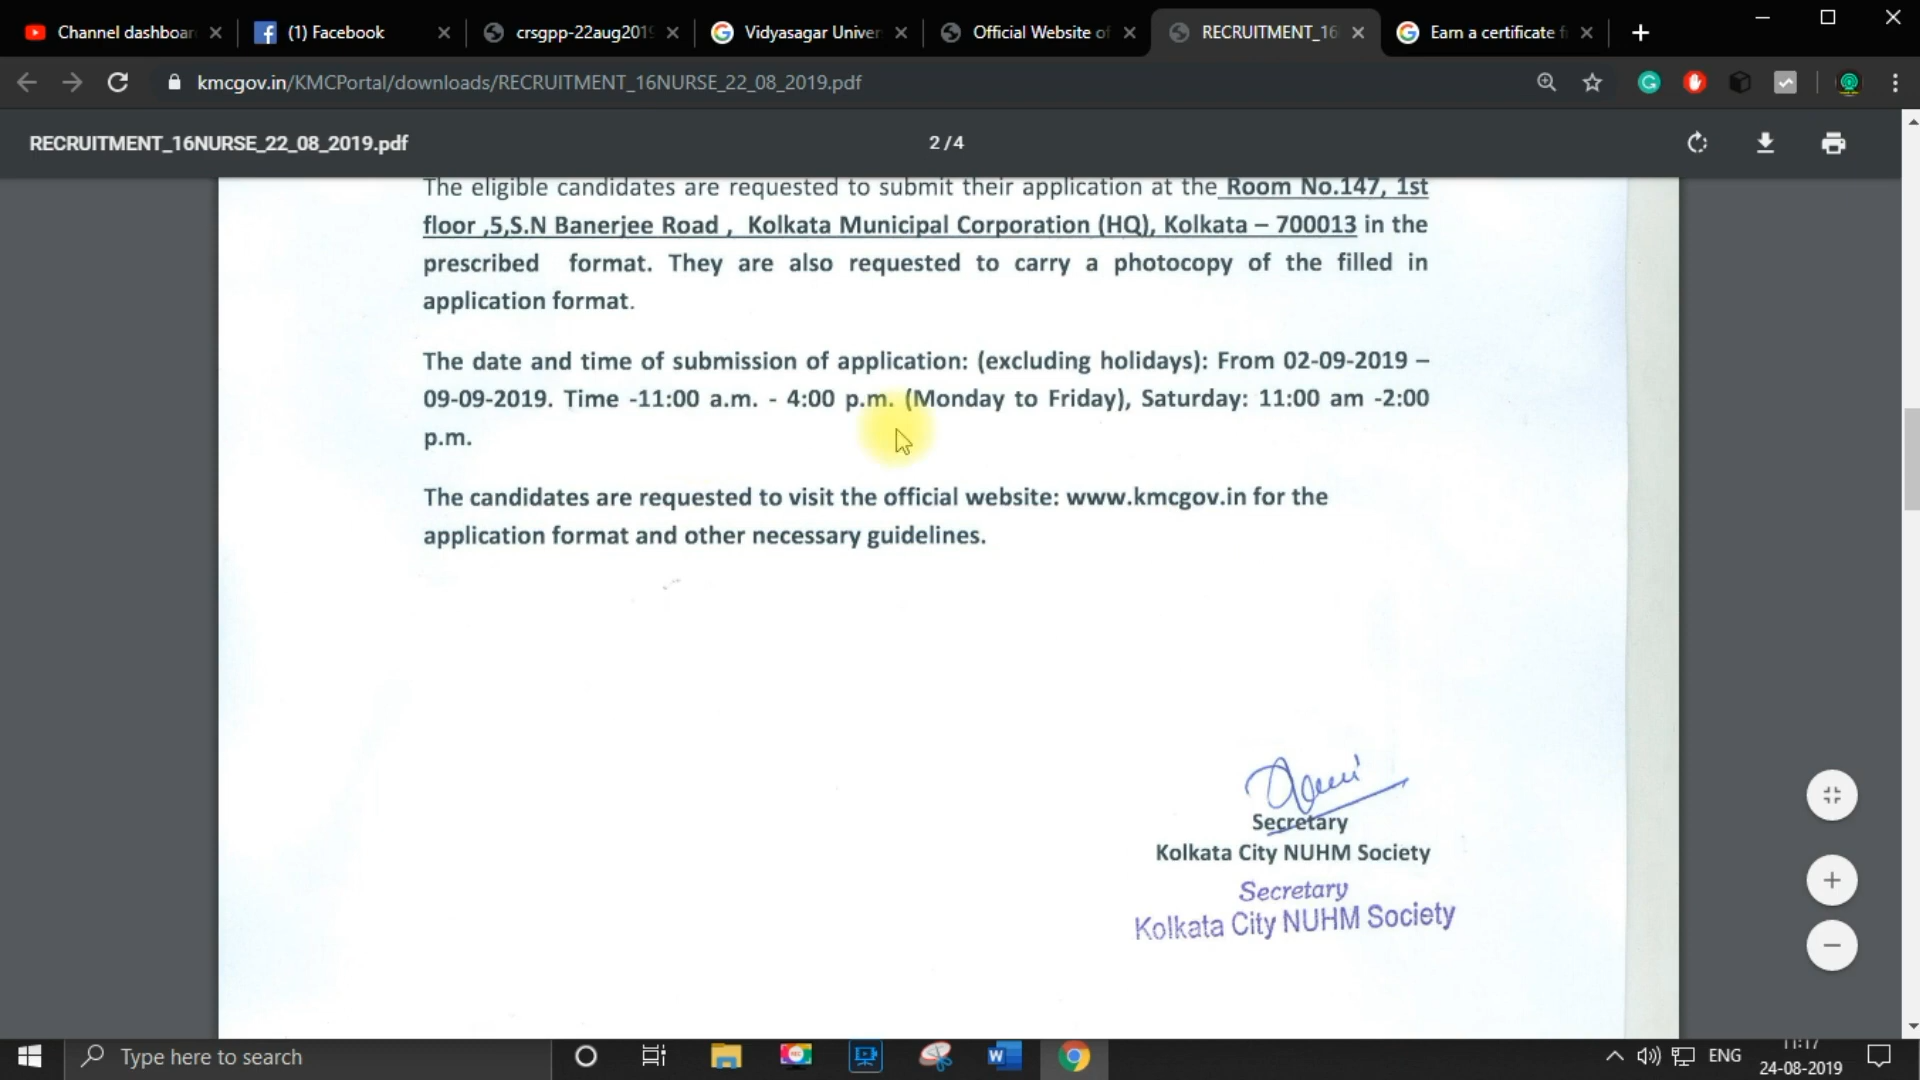 Channel dashboar
(1) Facebook
crsgpp-22aug2019
Vidyasagar Univer
Official Website of
RECRUITMENT_16
Earn a certificate f
kmcgov.in/KMCPortal/downloads/RECRUITMENT_16NURSE_22_08_2019.pdf
RECRUITMENT_16NURSE_22_08_2019.pdf
2 / 4
The eligible candidates are requested to submit their application at the Room No.147, 1st
floor ,5,S.N Banerjee Road , Kolkata Municipal Corporation (HQ), Kolkata – 700013 in the
prescribed format. They are also requested to carry a photocopy of the filled in
application format.
The date and time of submission of application: (excluding holidays): From 02-09-2019 –
09-09-2019. Time -11:00 a.m. - 4:00 p.m. (Monday to Friday), Saturday: 11:00 am -2:00
p.m.
The candidates are requested to visit the official website: www.kmcgov.in for the
application format and other necessary guidelines.
Secretary
Kolkata City NUHM Society
Secretary
Kolkata City NUHM Society
Type here to search
ENG
11:17
24-08-2019